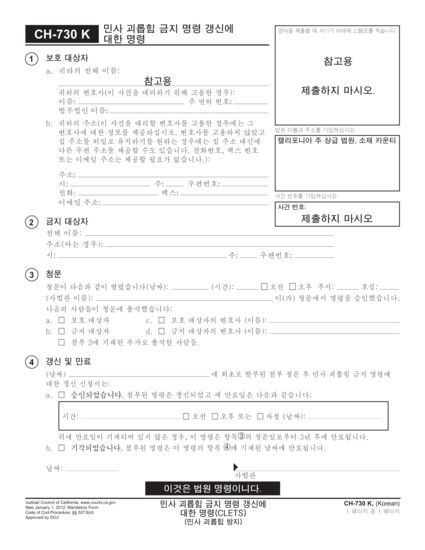 CH-730 K
민사 괴롭힘 금지 명령 갱신에
대한 명령
양식을 제출할 때 서기가 아래에 스탬프를 찍습니다.
참고용
제출하지 마시오.
법원 이름과 주소를 기입하십시오:
캘리포니아 주 상급 법원, 소재 카운티
사건 번호를 기입하십시오:
사건 번호:
제출하지 마시오
1 보호 대상자
a. 귀하의 전체 이름:
참고용
귀하의 변호사(이 사건을 대리하기 위해 고용한 경우):
이름: 주 면허 번호:
법무법인 이름:
b. 귀하의 주소(이 사건을 대리할 변호사를 고용한 경우에는 그
변호사에 대한 정보를 제공하십시오. 변호사를 고용하지 않았고
집 주소를 비밀로 유지하기를 원하는 경우에는 집 주소 대신에
다른 우편 주소를 제공할 수도 있습니다. 전화번호, 팩스 번호
또는 이메일 주소는 제공할 필요가 없습니다.):
주소:
시: 주: 우편번호:
전화: 팩스:
이메일 주소:
2 금지 대상자
전체 이름:
주소(아는 경우):
시: 주: 우편번호:
3 청문
청문이 다음과 같이 열렸습니다(날짜): (시간): 오전 오후 부서: 호실:
(사법관 이름): 이(가) 청문에서 명령을 승인했습니다.
다음의 사람들이 청문에 출석했습니다:
a. 보호 대상자 c. 보호 대상자의 변호사 (이름):
b. 금지 대상자 d. 금지 대상자의 변호사 (이름):
첨부 3에 기재된 추가로 출석한 사람들.
4 갱신 및 만료
(날짜) 에 최초로 발부된 첨부 청문 후 민사 괴롭힘 금지 명령에
대한 갱신 신청서는:
a. 승인되었습니다. 첨부된 명령은 갱신되었고 새 만료일은 다음과 같습니다:
시간: 오전 오후 또는 자정 (날짜):
위에 만료일이 기재되어 있지 않은 경우, 이 명령은 항목③의 청문일로부터 3년 후에 만료됩니다.
b. 기각되었습니다. 첨부된 명령은 이 명령의 항목 ④에 기재된 날짜에 만료됩니다.
날짜:
사법관
이것은 법원 명령이니다.
Judicial Council of California, www.courts.ca.gov
New January 1, 2012, Mandatory Form
Code of Civil Procedure, §§ 527.6(d)
Approved by DOJ
민사 괴롭힘 금지 명령 갱신에
대한 명령(CLETS)
(민사 괴롭힘 방지)
CH-730 K, (Korean)
1 페이지 중 1 페이지